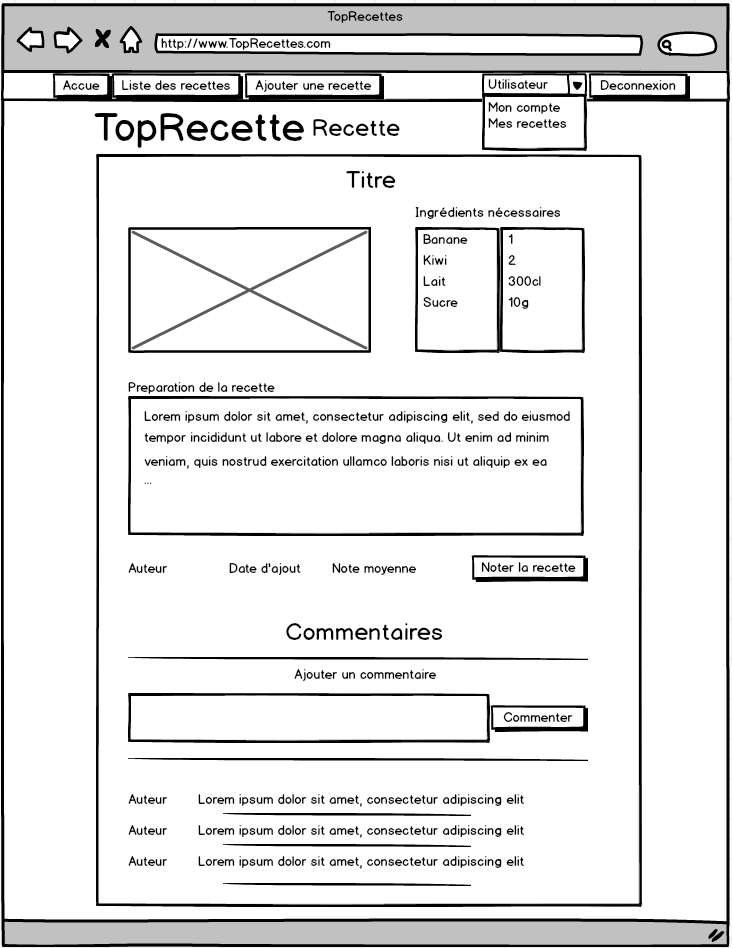 TopRecettes
http://www.TopRecettes.com
Accue Liste des recettes Ajouter une recette Utilisateur Deconnexion
Mon compte
Mes recettes
TopRecette Recette
Titre
Ingrédients nécessaires
Banane 1
Kiwi 2
Lait 300cl
Sucre 10g
Preparation de la recette
Lorem ipsum dolor sit amet, consectetur adipiscing elit, sed do eiusmod
tempor incididunt ut labore et dolore magna aliqua. Ut enim ad minim
veniam, quis nostrud exercitation ullamco laboris nisi ut aliquip ex ea
...
Auteur Date d'ajout Note moyenne Noter la recette
Commentaires
Ajouter un commentaire
Commenter
Auteur Lorem ipsum dolor sit amet, consectetur adipiscing elit
Auteur Lorem ipsum dolor sit amet, consectetur adipiscing elit
Auteur Lorem ipsum dolor sit amet, consectetur adipiscing elit